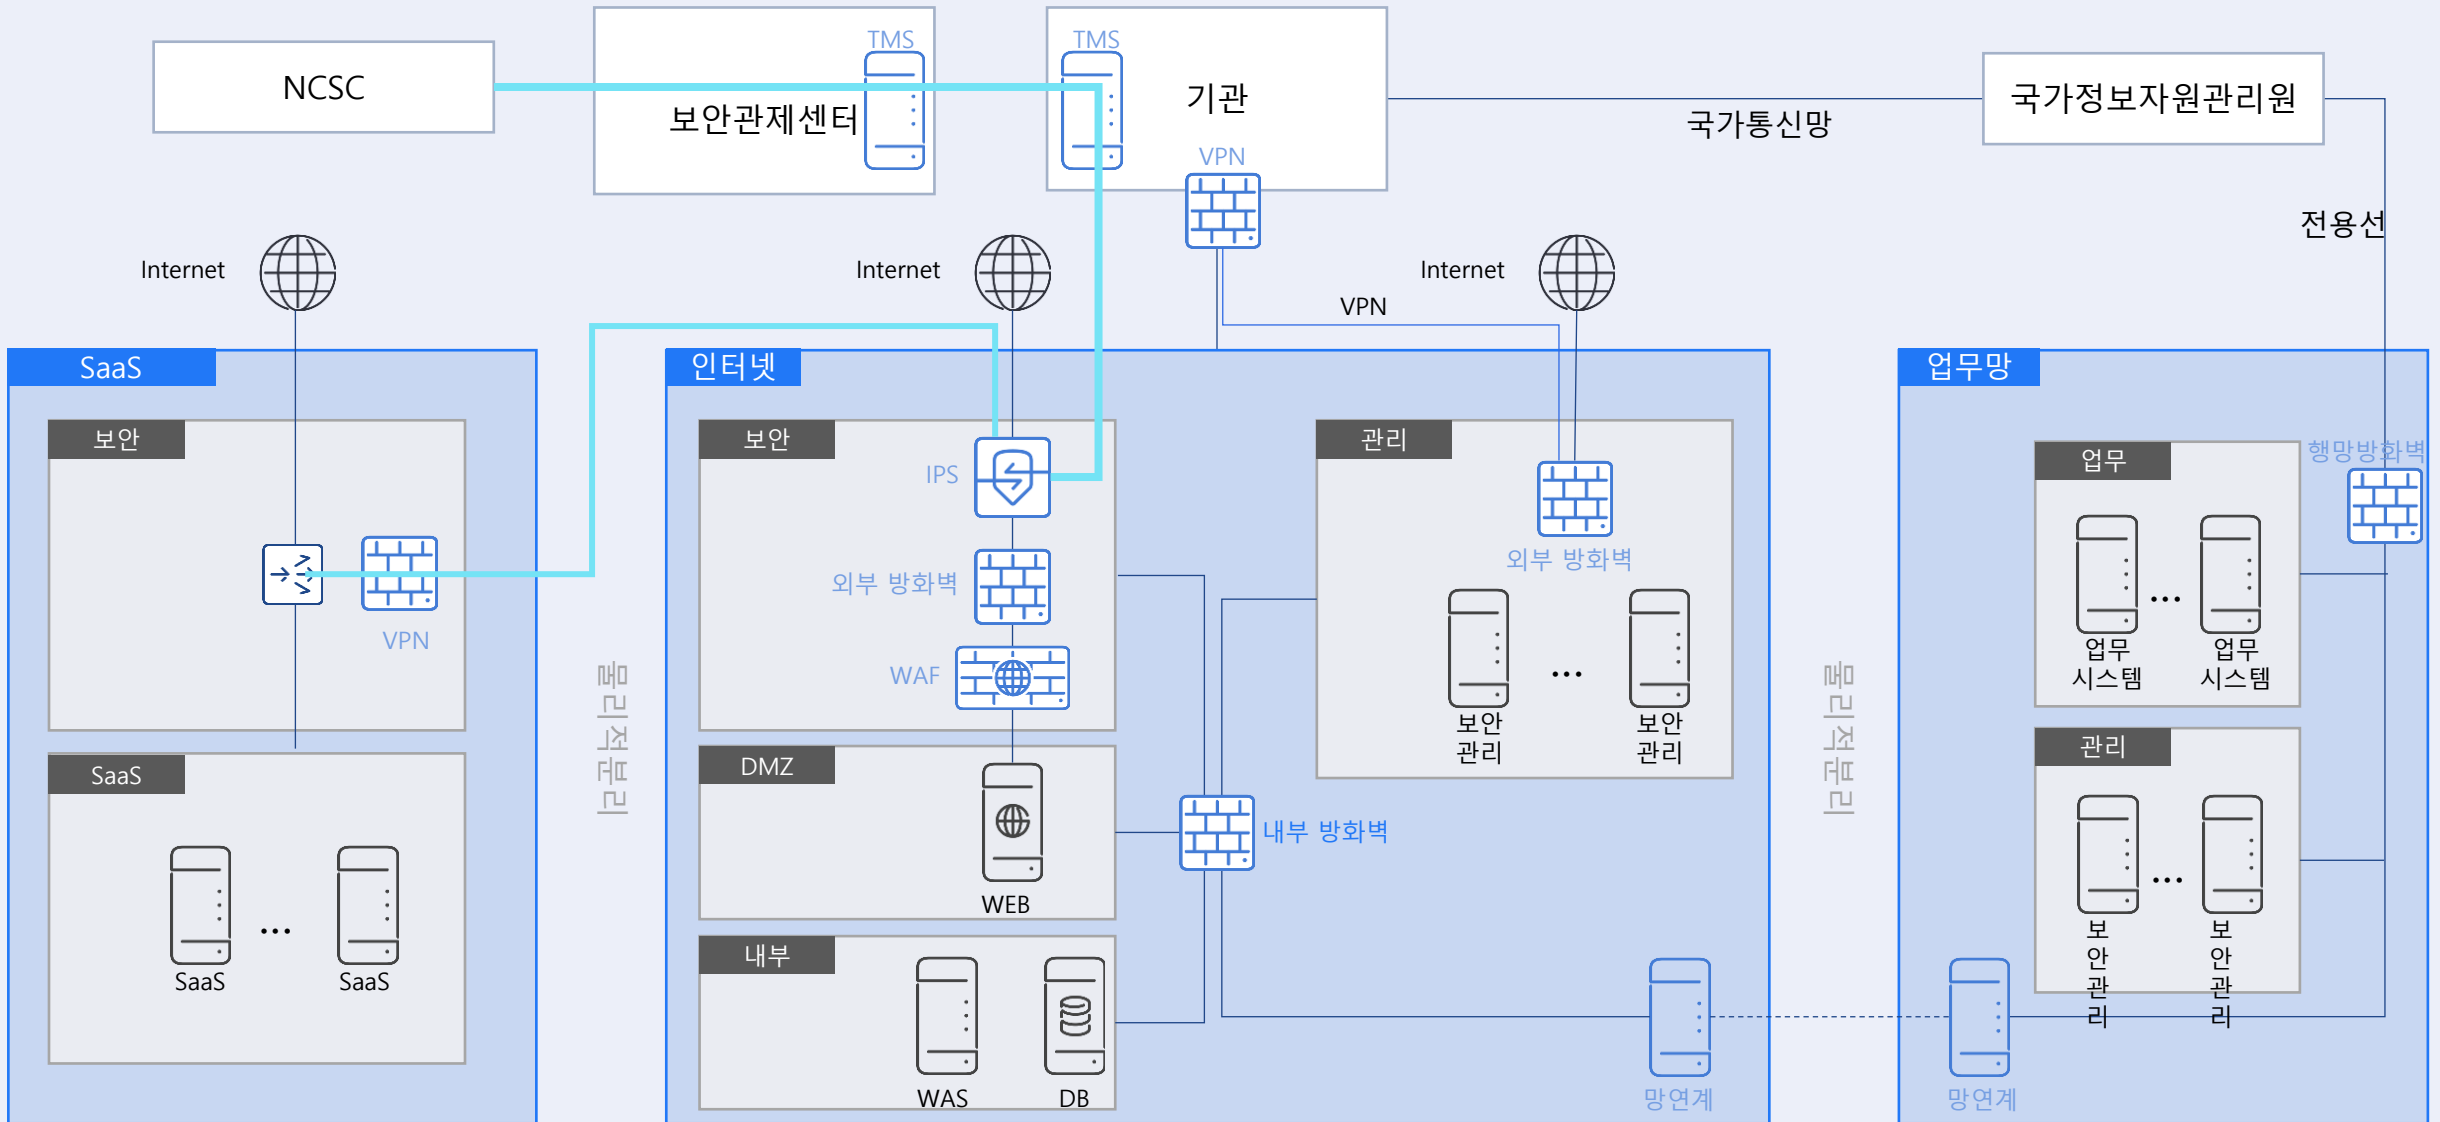 TMS
TMS
NCSC
보안관제센터
기관
국가통신망
국가정보자원관리원
VPN
전용선
Internet
Internet
Internet
VPN
SaaS
인터넷
업무망
보안
VPN
SaaS
SaaS
SaaS
물리적분리
보안
IPS
외부 방화벽
WAF
DMZ
WEB
내부
WAS
DB
관리
외부 방화벽
보안
관리
보안
관리
내부 방화벽
망연계
물리적분리
업무
행망방화벽
업무
시스템
업무
시스템
관리
보
안
관
리
보
안
관
리
망연계